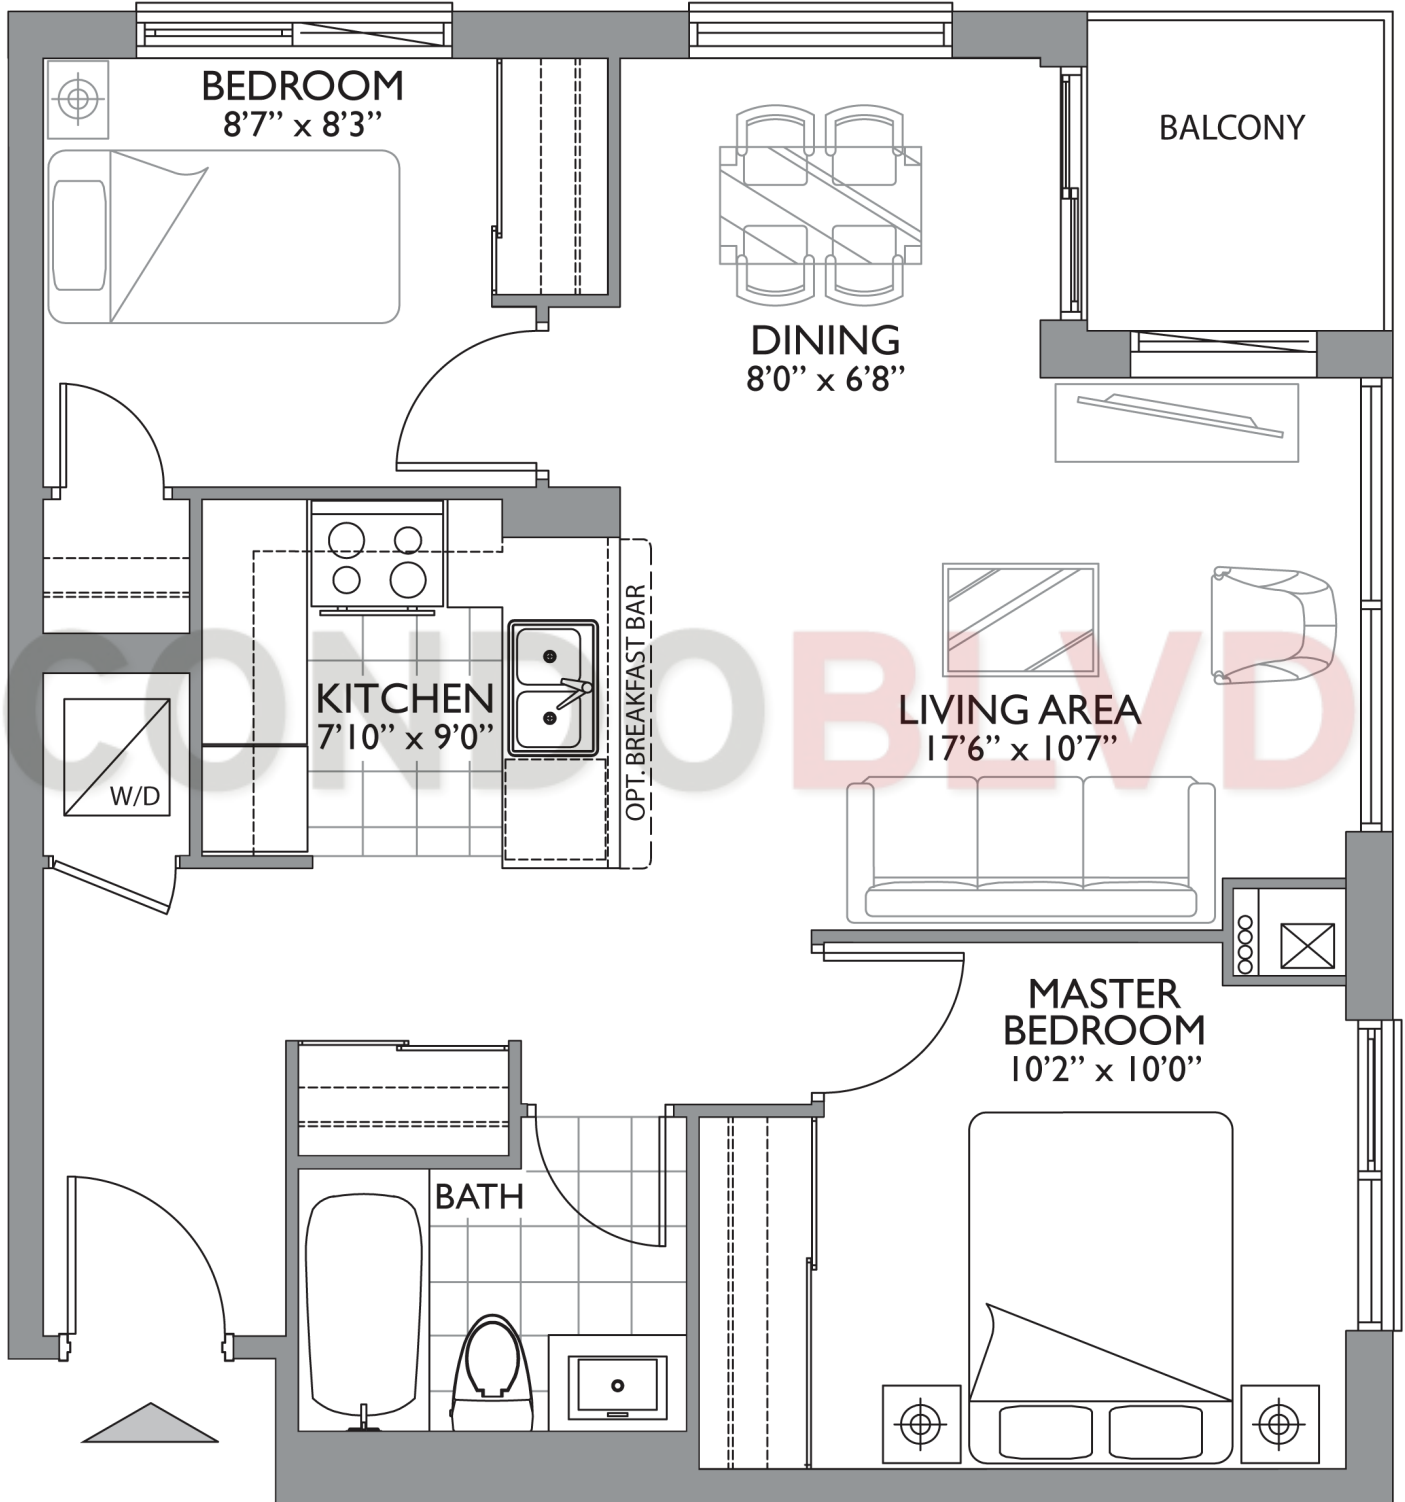 BEDROOM
8'7” x 8'3”
BALCONY
DINING
8'0” x 6'8”
OPT. BREAKFAST BAR
KITCHEN
7'10” x 9'0”
LIVING AREA
17'6” x 10'7”
CONDOBLVD
W/D
MASTER
BEDROOM
10'2” x 10'0”
BATH